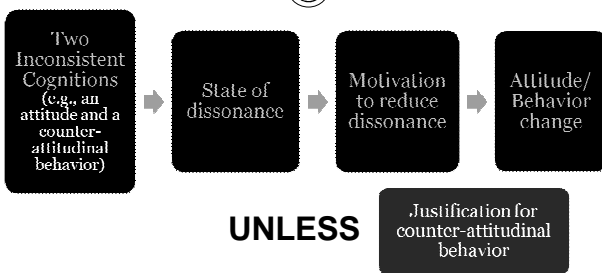 Two
Inconsistent
Cognitions
(e.g., an
attitude and a
counter-
attitudinal
behavior)
State of
dissonance
Motivation
to reduce
dissonance
Attitude/
Behavior
change
UNLESS
Justification for
counter-attitudinal
behavior